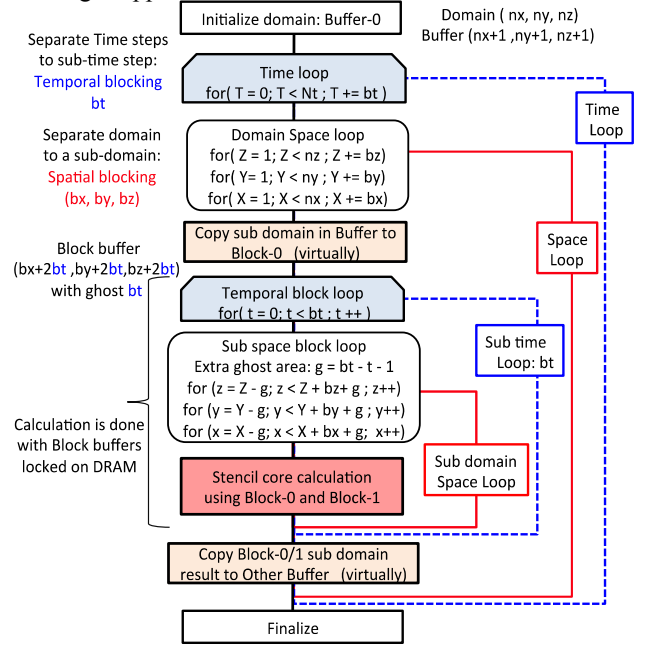 Initialize domain: Buffer-0
Domain ( nx, ny, nz)
Buffer (nx+1 ,ny+1, nz+1)
Separate Time steps
to sub-time step:
Temporal blocking
bt
Time loop
for( T = 0; T < Nt ; T += bt )
Time
Loop
Separate domain
to a sub-domain:
Spatial blocking
(bx, by, bz)
Domain Space loop
for( Z = 1; Z < nz ; Z += bz)
for( Y= 1; Y < ny ; Y += by)
for( X = 1; X < nx ; X += bx)
Space
Loop
Copy sub domain in Buffer to
Block-0 (virtually)
Block buffer
(bx+2bt ,by+2bt,bz+2bt)
with ghost bt
Temporal block loop
for( t = 0; t < bt ; t ++ )
Sub time
Loop: bt
Sub space block loop
Extra ghost area: g = bt - t - 1
for (z = Z - g; z < Z + bz+ g ; z++)
for (y = Y - g; y < Y + by + g ; y++)
for (x = X - g; x < X + bx + g; x++)
Calculation is done
with Block buffers
locked on DRAM
Sub domain
Space Loop
Stencil core calculation
using Block-0 and Block-1
Copy Block-0/1 sub domain
result to Other Buffer (virtually)
Finalize